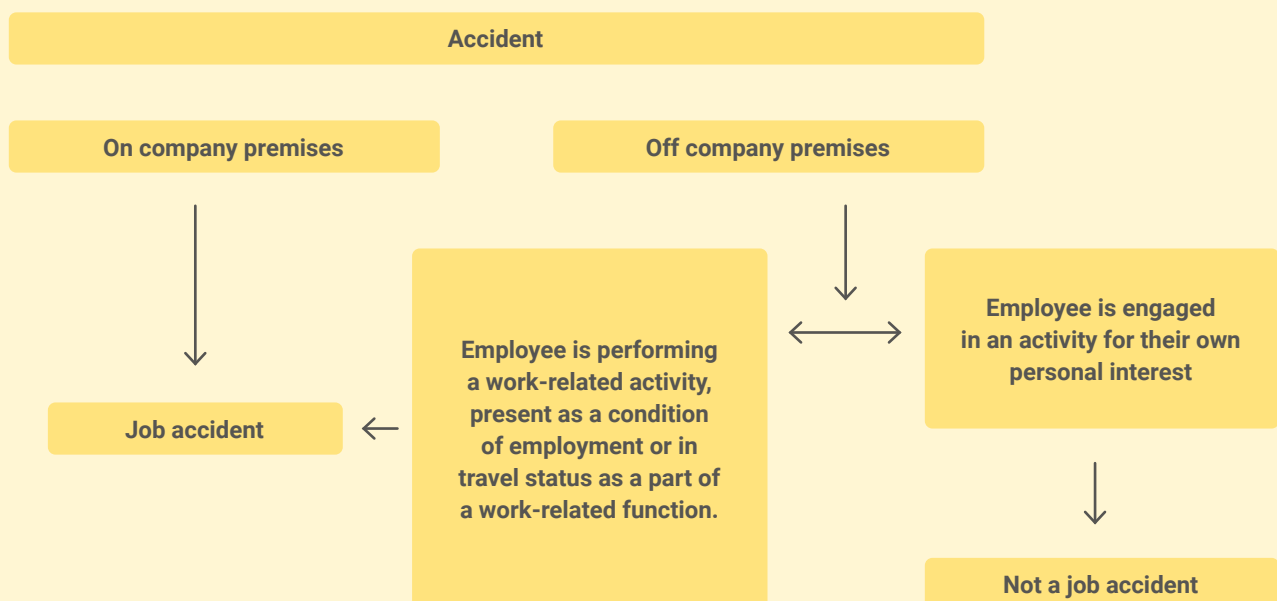 Accident
On company premises
Off company premises
Employee is performing
a work-related activity,
present as a condition
of employment or in
travel status as a part of
a work-related function.
Employee is engaged
in an activity for their own
personal interest
Job accident
Not a job accident